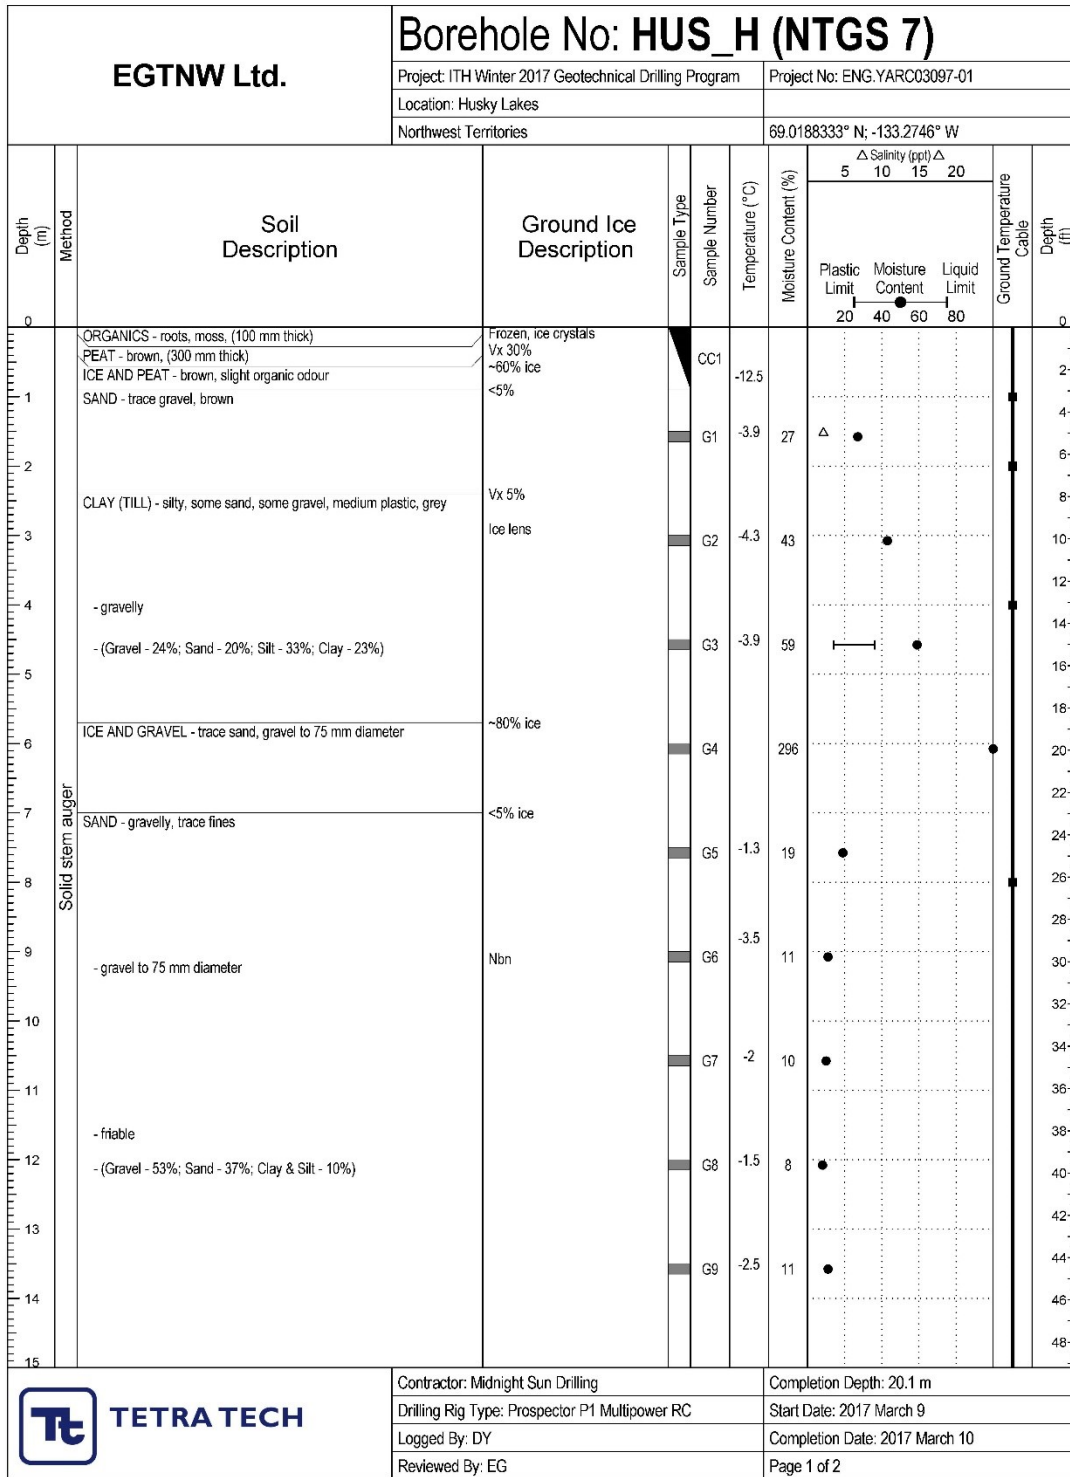 EGTNW Ltd.
Borehole No: HUS_H (NTGS 7)
Project: ITH Winter 2017 Geotechnical Drilling Program
Project No: ENG.YARC03097-01
Location: Husky Lakes
Northwest Territories
69.0188333° N; -133.2746° W
Depth (m)
Method
Soil Description
Ground Ice Description
Sample Type
Sample Number
Temperature (°C)
Moisture Content (%)
△ Salinity (ppt) △
5 10 15 20
Plastic Limit
Moisture Content
Liquid Limit
20 40 60 80
Ground Temperature Cable
Depth (ft)
0
0
ORGANICS - roots, moss, (100 mm thick)
Frozen, ice crystals
PEAT - brown, (300 mm thick)
Vx 30%
CC1
ICE AND PEAT - brown, slight organic odour
~60% ice
-12.5
2
1
SAND - trace gravel, brown
<5%
4
G1 -3.9 27 △
6
2
CLAY (TILL) - silty, some sand, some gravel, medium plastic, grey
Vx 5%
8
3
Ice lens
G2 -4.3 43
10
12
4
- gravelly
14
- (Gravel - 24%; Sand - 20%; Silt - 33%; Clay - 23%)
G3 -3.9 59
16
5
18
ICE AND GRAVEL - trace sand, gravel to 75 mm diameter
~80% ice
6
G4 296
20
22
7
SAND - gravelly, trace fines
<5% ice
24
G5 -1.3 19
Solid stem auger
8
26
28
9
- gravel to 75 mm diameter
Nbn
G6 -3.5 11
30
32
10
34
G7 -2 10
11
36
- friable
38
12
- (Gravel - 53%; Sand - 37%; Clay & Silt - 10%)
G8 -1.5 8
40
42
13
44
G9 -2.5 11
14
46
48
15
Tt TETRA TECH
Contractor: Midnight Sun Drilling
Completion Depth: 20.1 m
Drilling Rig Type: Prospector P1 Multipower RC
Start Date: 2017 March 9
Logged By: DY
Completion Date: 2017 March 10
Reviewed By: EG
Page 1 of 2